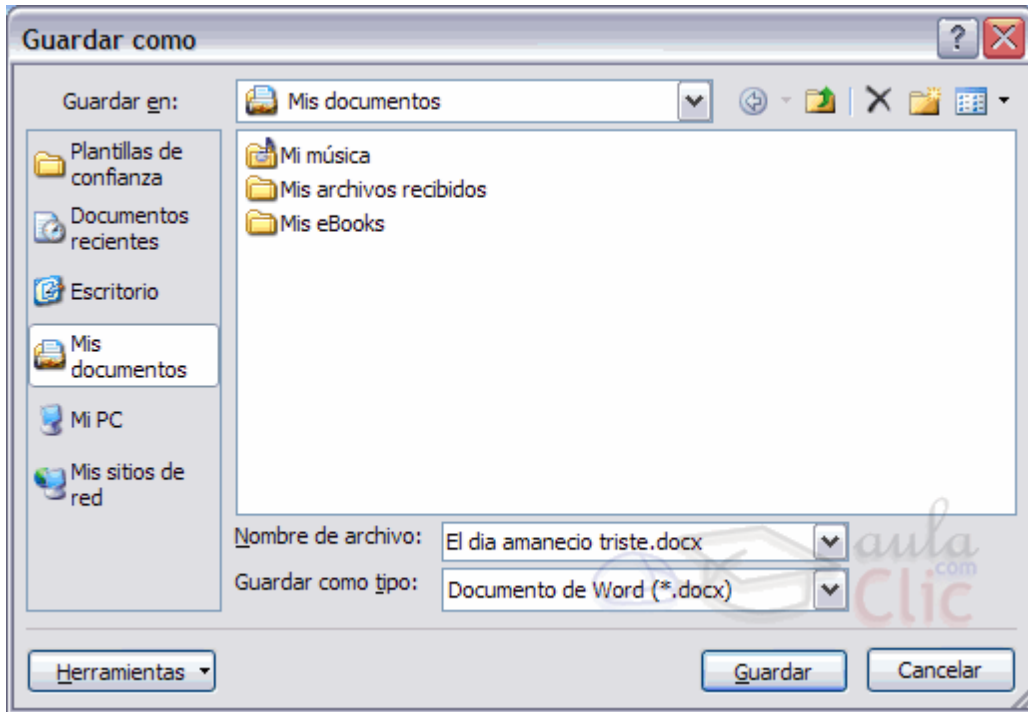 Guardar como
Guardar en:
Mis documentos
Plantillas de
confianza
Documentos
recientes
Escritorio
Mis
documentos
Mi PC
Mis sitios de
red
Mi música
Mis archivos recibidos
Mis eBooks
Nombre de archivo:
El dia amanecio triste.docx
Guardar como tipo:
Documento de Word (*.docx)
aula
.com
Clic
Herramientas
Guardar
Cancelar